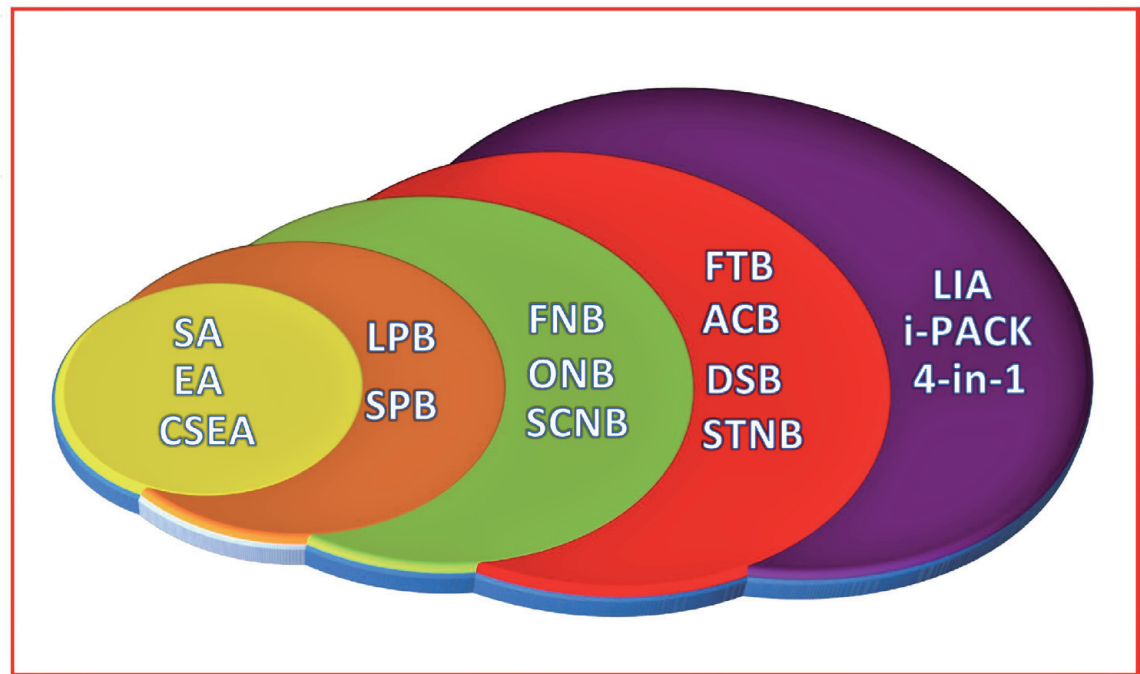 SA
EA
CSEA
LPB
SPB
FNB
ONB
SCNB
FTB
ACB
DSB
STNB
LIA
i-PACK
4-in-1